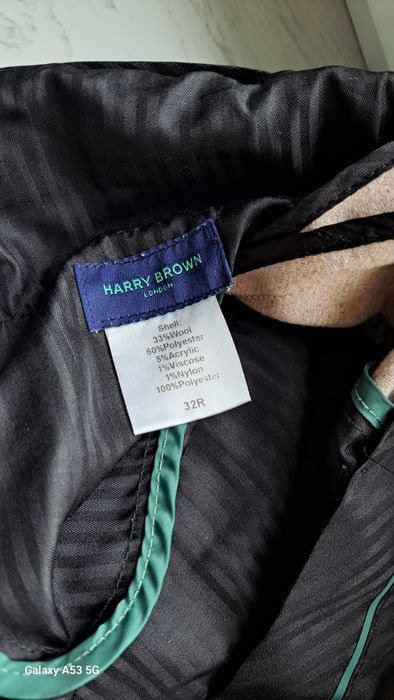 HARRY BROWN
LONDON
Shell:
33%Wool
60%Polyester
5%Acrylic
1%Viscose
1%Nylon
100%Polyester
32R
Galaxy A53 5G